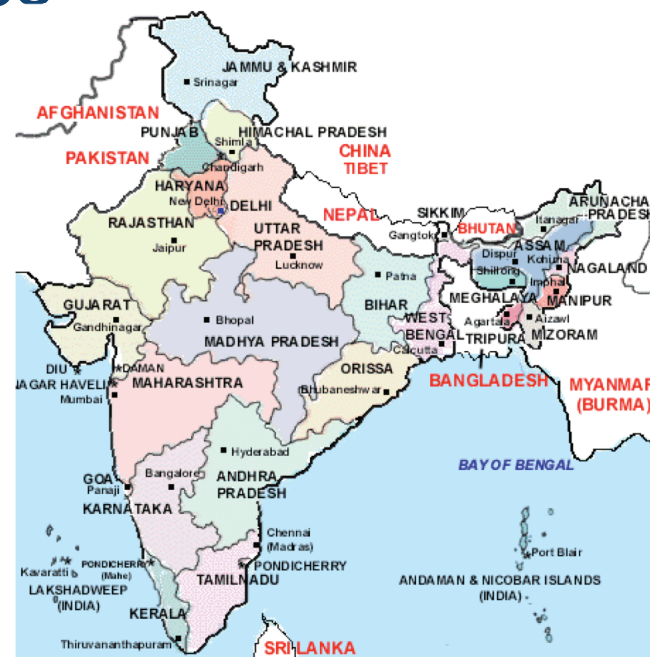 JAMMU & KASHMIR
Srinagar
AFGHANISTAN
PUNJAB
HIMACHAL PRADESH
Shimla
PAKISTAN
Chandigarh
CHINA
TIBET
HARYANA
New Delhi
DELHI
RAJASTHAN
Jaipur
UTTAR
PRADESH
Lucknow
NEPAL
SIKKIM
Gangtok
BHUTAN
ARUNACHA
PRADESH
Itanagar
ASSAM
Dispur
Kohima
NAGALAND
Shillong
Imphal
MEGHALAYA
MANIPUR
Agartala
Aizawl
TRIPURA
MIZORAM
Patna
BIHAR
GUJARAT
Gandhinagar
Bhopal
MADHYA PRADESH
WEST
BENGAL
Calcutta
BANGLADESH
MYANMAR
(BURMA)
DIU
DAMAN
NAGAR HAVELI
Mumbai
MAHARASHTRA
ORISSA
Bhubaneshwar
Hyderabad
ANDHRA
PRADESH
BAY OF BENGAL
GOA
Panaji
Bangalore
KARNATAKA
Chennai
(Madras)
PONDICHERRY
(Mahe)
PONDICHERRY
TAMILNADU
Kavaratti
LAKSHADWEEP
(INDIA)
KERALA
Thiruvananthapuram
Port Blair
ANDAMAN & NICOBAR ISLANDS
(INDIA)
SRI LANKA